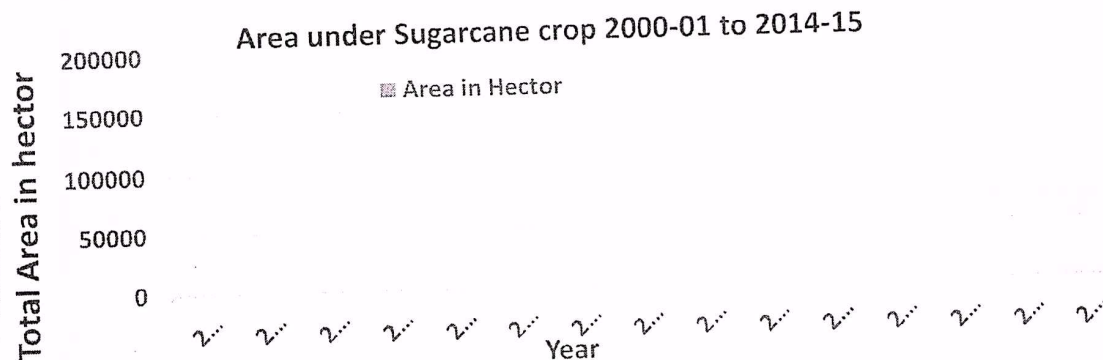 Area under Sugarcane crop 2000-01 to 2014-15
Area in Hector
Total Area in hector
200000
150000
100000
50000
0
2... 2... 2... 2... 2... 2... 2... 2... 2... 2... 2... 2... 2... 2... 2...
Year